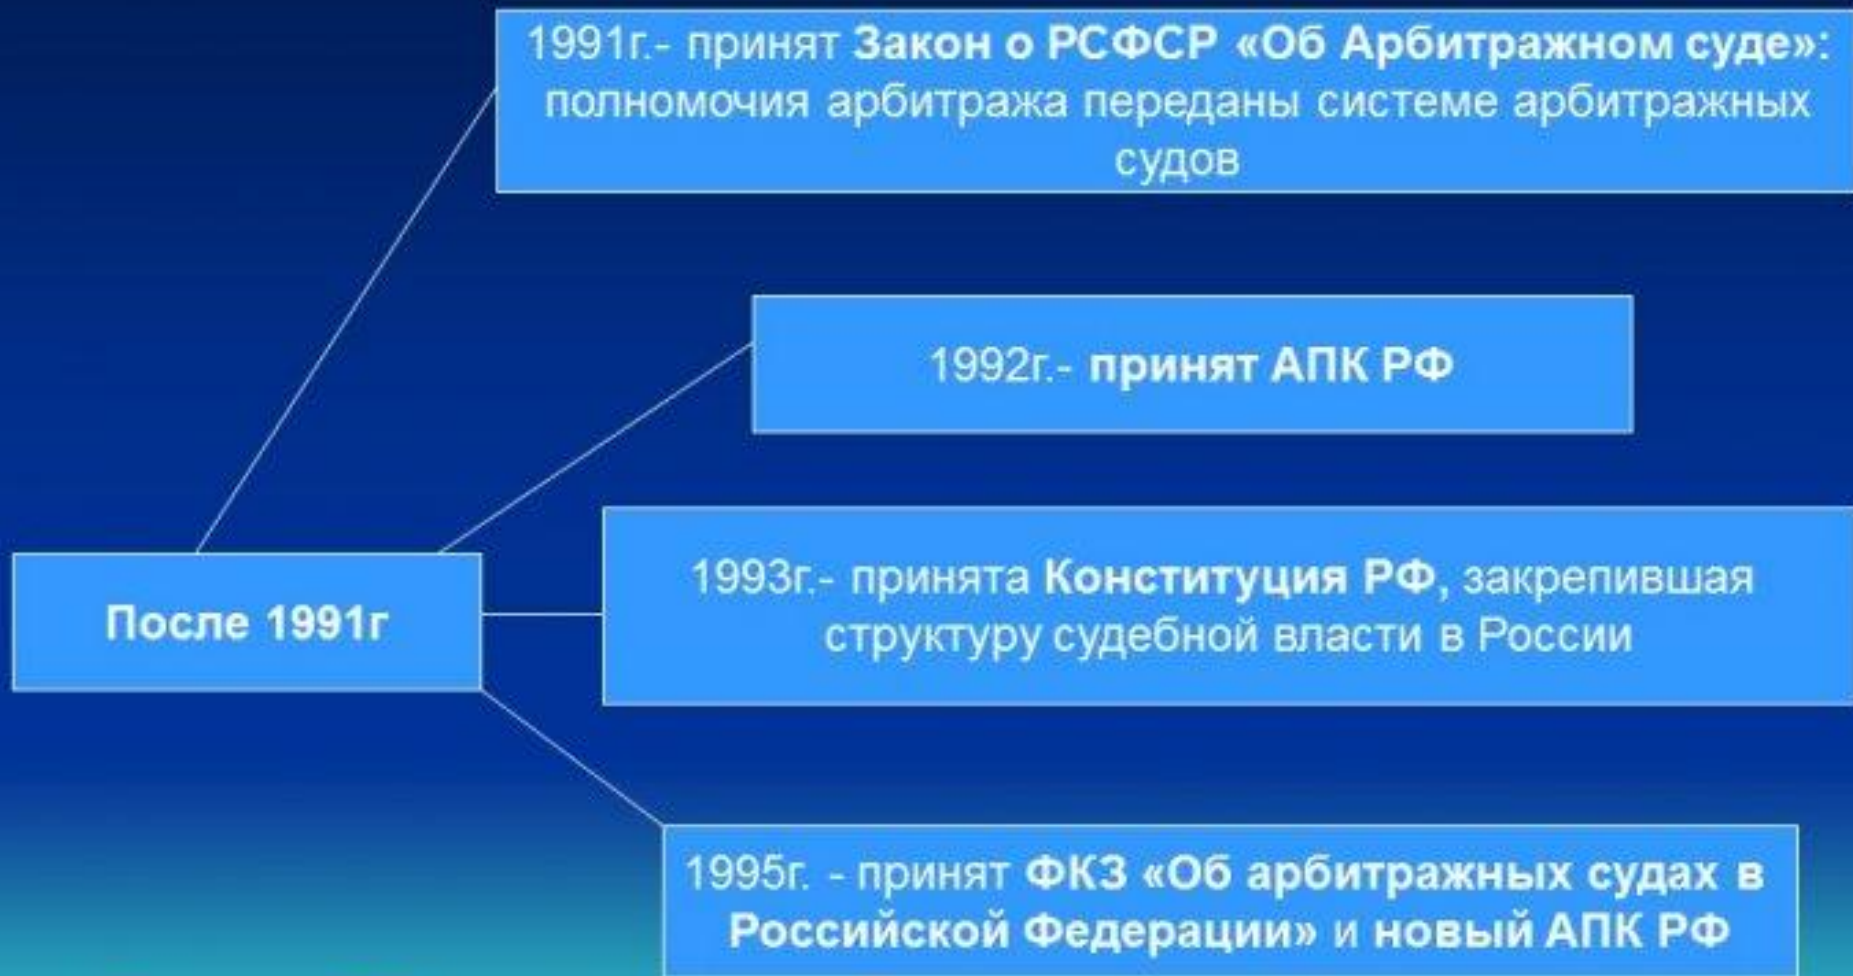 1991г.- принят Закон о РСФСР «Об Арбитражном суде»:
полномочия арбитража переданы системе арбитражных
судов
1992г.- принят АПК РФ
После 1991г
1993г.- принята Конституция РФ, закрепившая
структуру судебной власти в России
1995г. - принят ФКЗ «Об арбитражных судах в
Российской Федерации» и новый АПК РФ